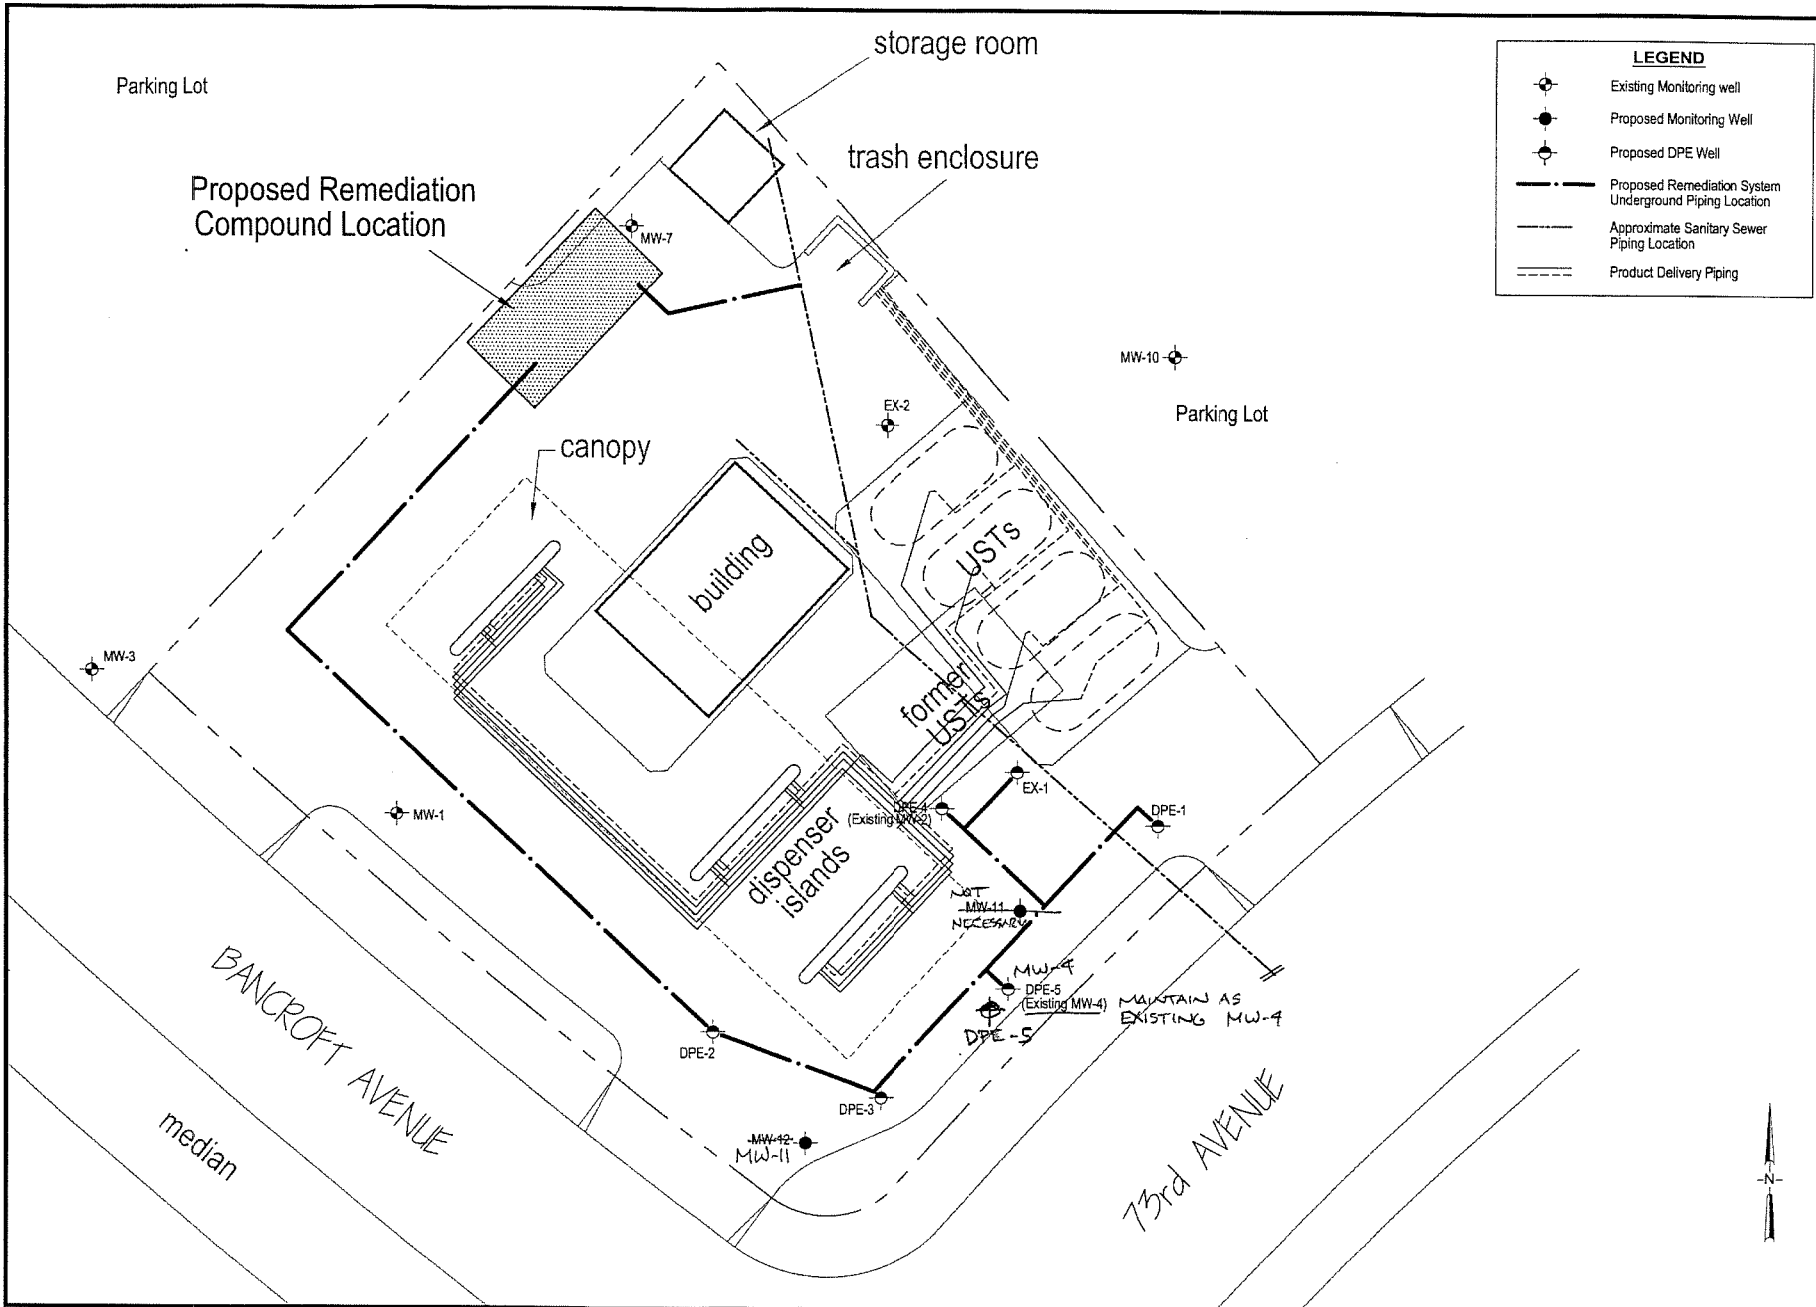 storage room
Parking Lot
trash enclosure
Proposed Remediation
Compound Location
MW-7
LEGEND
Existing Monitoring well
Proposed Monitoring Well
Proposed DPE Well
Proposed Remediation System
Underground Piping Location
Approximate Sanitary Sewer
Piping Location
Product Delivery Piping
MW-10
Parking Lot
EX-2
canopy
building
USTs
former
USTs
MW-3
MW-1
EX-1
DPE-4
(Existing MW-2)
DPE-1
dispenser
islands
NOT
MW-11
NECESSARY
MW-4
DPE-5
(Existing MW-4)
MAINTAIN AS
EXISTING MW-4
DPE-5
DPE-2
DPE-3
MW-12
MW-11
BANCROFT AVENUE
median
73rd AVENUE
-N-